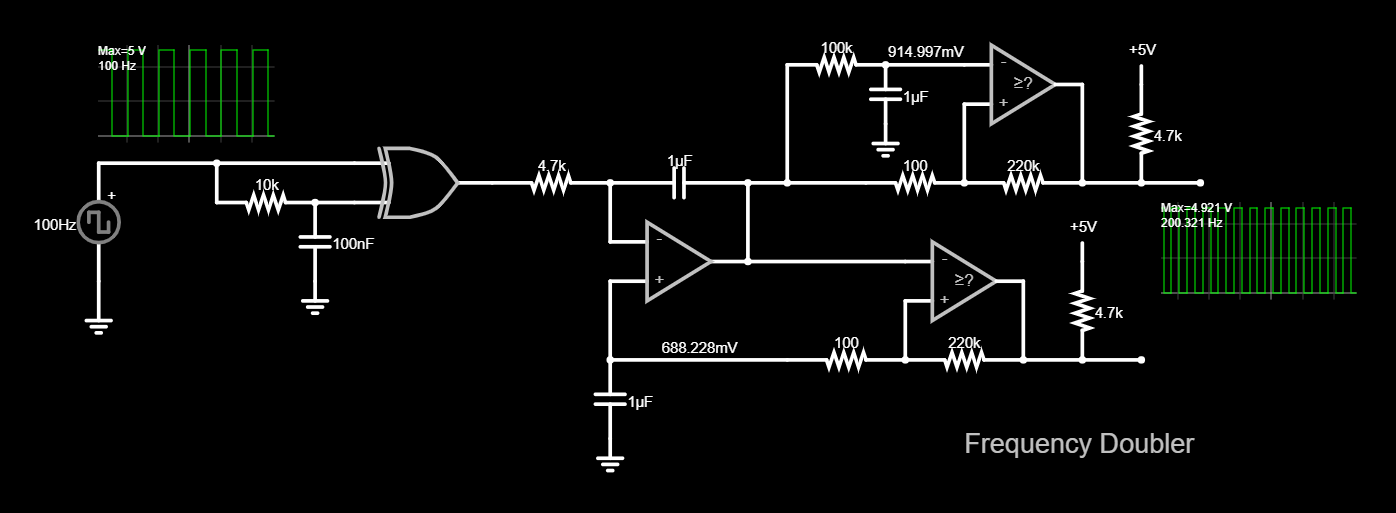 Max=5 V
100 Hz
100Hz
+
10k
100nF
4.7k
1µF
-
+
688.228mV
1µF
100k
914.997mV
1µF
-
≥?
+
100
220k
-
≥?
+
100
220k
+5V
4.7k
+5V
4.7k
Max=4.921 V
200.321 Hz
Frequency Doubler